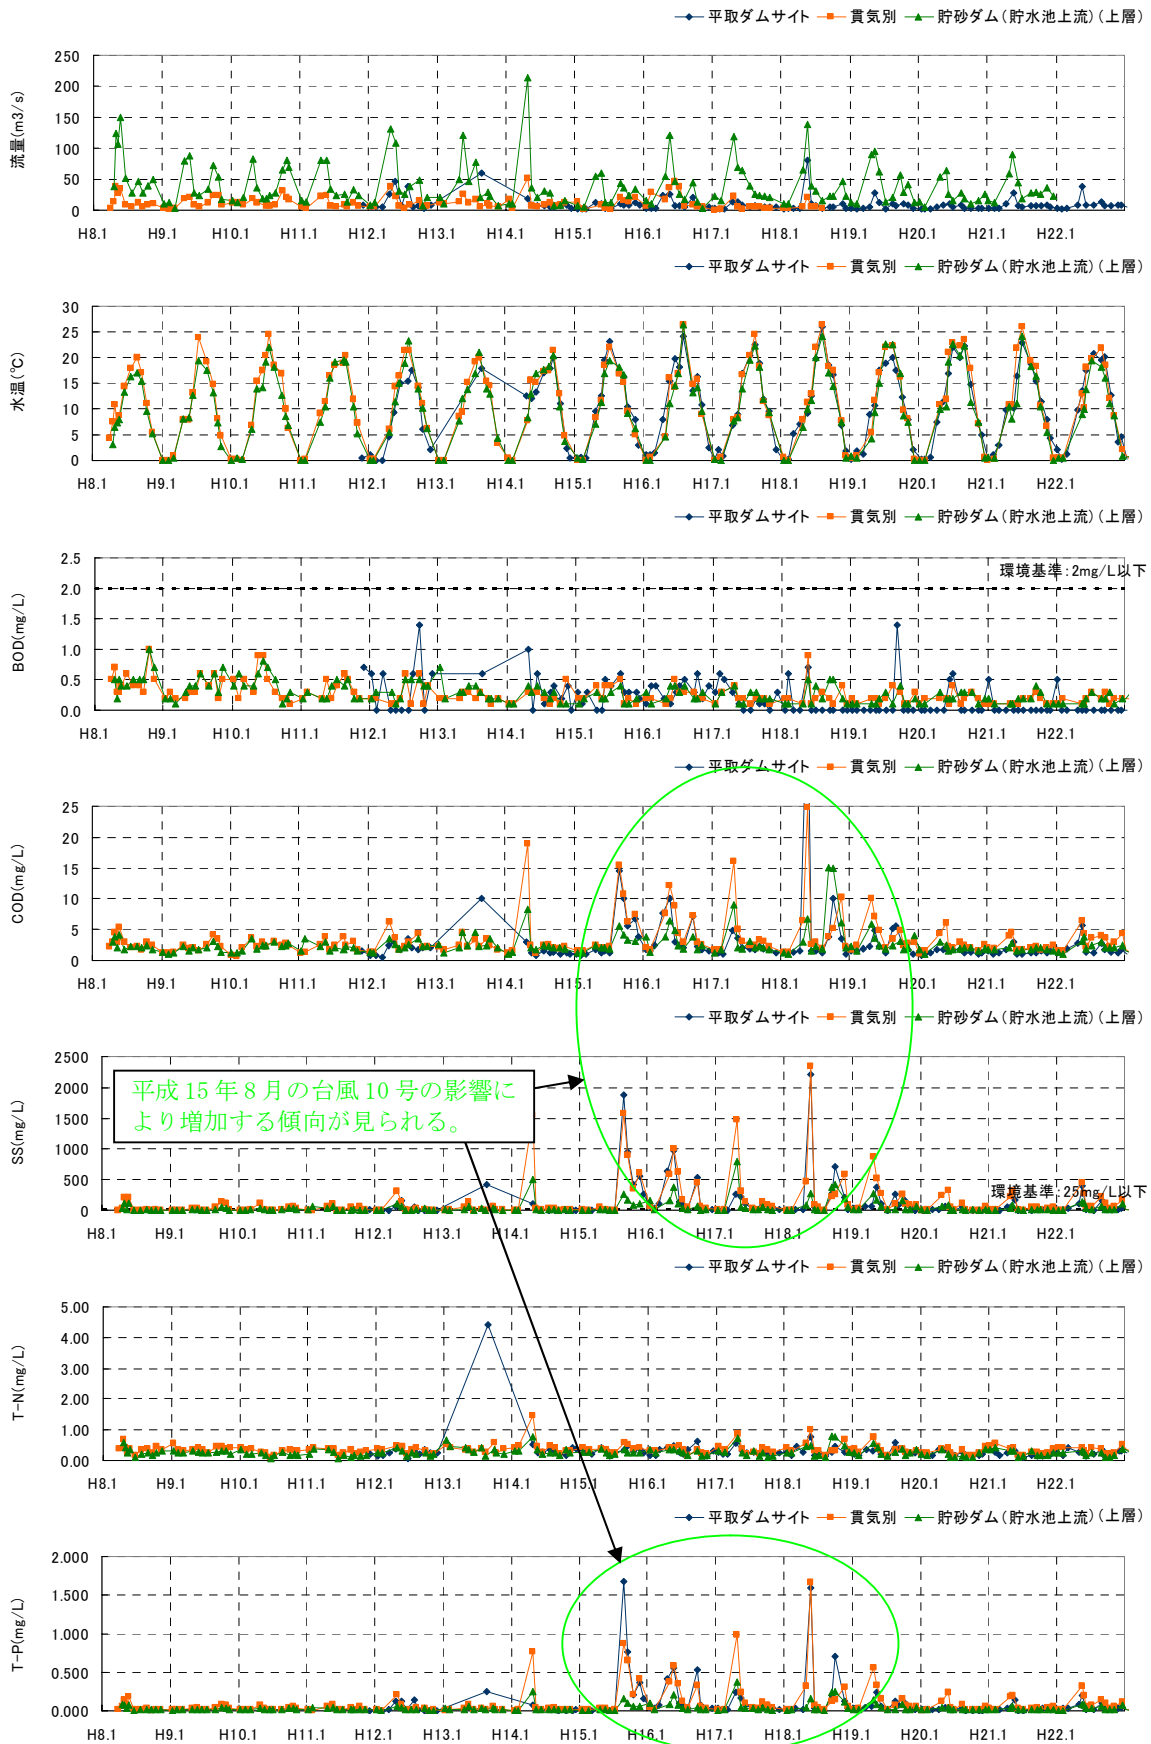 平取ダムサイト 貫気別 貯砂ダム(貯水池上流)(上層)
流量(m3/s)
250
200
150
100
50
0
H8.1 H9.1 H10.1 H11.1 H12.1 H13.1 H14.1 H15.1 H16.1 H17.1 H18.1 H19.1 H20.1 H21.1 H22.1
平取ダムサイト 貫気別 貯砂ダム(貯水池上流)(上層)
水温(℃)
30
25
20
15
10
5
0
H8.1 H9.1 H10.1 H11.1 H12.1 H13.1 H14.1 H15.1 H16.1 H17.1 H18.1 H19.1 H20.1 H21.1 H22.1
平取ダムサイト 貫気別 貯砂ダム(貯水池上流)(上層)
BOD(mg/L)
2.5
環境基準:2mg/L以下
2.0
1.5
1.0
0.5
0.0
H8.1 H9.1 H10.1 H11.1 H12.1 H13.1 H14.1 H15.1 H16.1 H17.1 H18.1 H19.1 H20.1 H21.1 H22.1
平取ダムサイト 貫気別 貯砂ダム(貯水池上流)(上層)
COD(mg/L)
25
20
15
10
5
0
H8.1 H9.1 H10.1 H11.1 H12.1 H13.1 H14.1 H15.1 H16.1 H17.1 H18.1 H19.1 H20.1 H21.1 H22.1
平取ダムサイト 貫気別 貯砂ダム(貯水池上流)(上層)
SS(mg/L)
2500
2000
1500
1000
500
0
平成 15 年 8 月の台風 10 号の影響に
より増加する傾向が見られる。
環境基準:25mg/L以下
H8.1 H9.1 H10.1 H11.1 H12.1 H13.1 H14.1 H15.1 H16.1 H17.1 H18.1 H19.1 H20.1 H21.1 H22.1
平取ダムサイト 貫気別 貯砂ダム(貯水池上流)(上層)
T-N(mg/L)
5.00
4.00
3.00
2.00
1.00
0.00
H8.1 H9.1 H10.1 H11.1 H12.1 H13.1 H14.1 H15.1 H16.1 H17.1 H18.1 H19.1 H20.1 H21.1 H22.1
平取ダムサイト 貫気別 貯砂ダム(貯水池上流)(上層)
T-P(mg/L)
2.000
1.500
1.000
0.500
0.000
H8.1 H9.1 H10.1 H11.1 H12.1 H13.1 H14.1 H15.1 H16.1 H17.1 H18.1 H19.1 H20.1 H21.1 H22.1